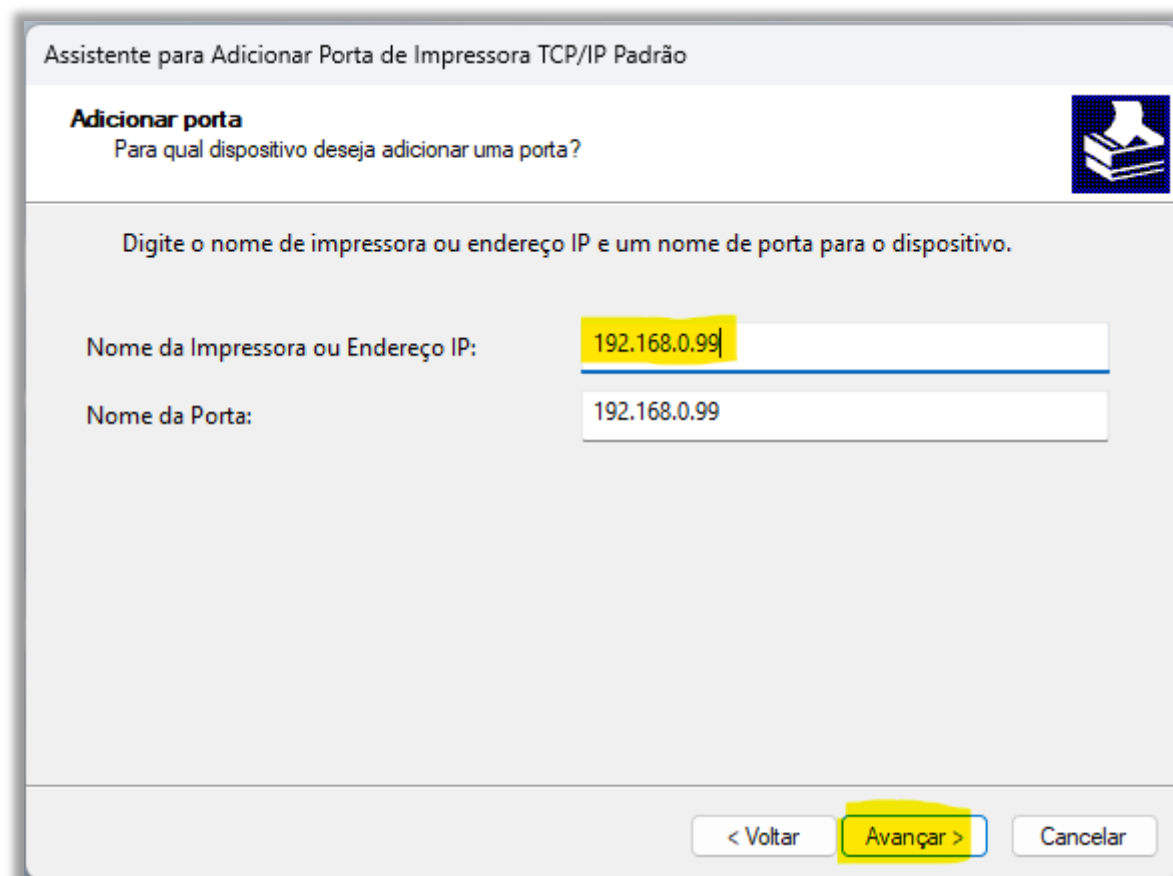 Assistente para Adicionar Porta de Impressora TCP/IP Padrão
Adicionar porta
Para qual dispositivo deseja adicionar uma porta?
Digite o nome de impressora ou endereço IP e um nome de porta para o dispositivo.
Nome da Impressora ou Endereço IP: 192.168.0.99
Nome da Porta: 192.168.0.99
< Voltar Avançar > Cancelar